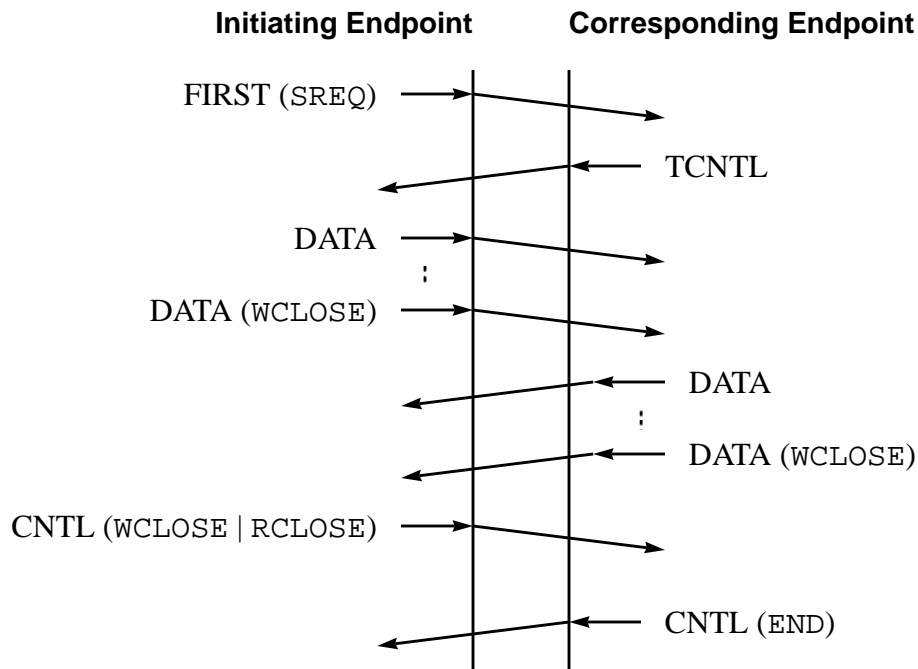 Initiating Endpoint Corresponding Endpoint
FIRST (SREQ)
TCNTL
DATA
DATA (WCLOSE)
DATA
DATA (WCLOSE)
CNTL (WCLOSE | RCLOSE)
CNTL (END)